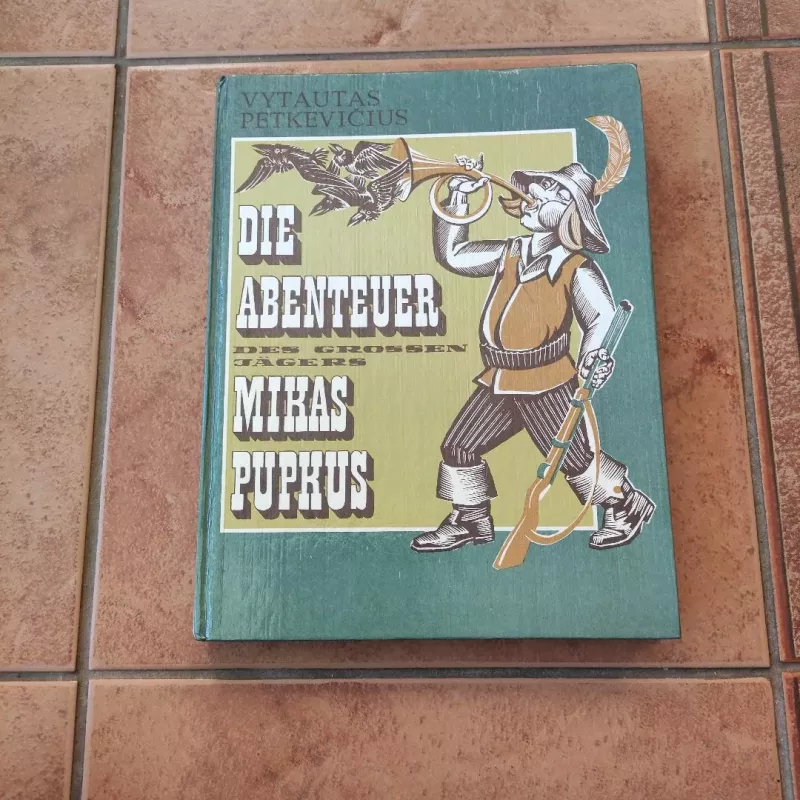 VYTAUTAS
PETKEVIČIUS
DIE
ABENTEUER
DES GROSSEN
JÄGERS
MIKAS
PUPKUS